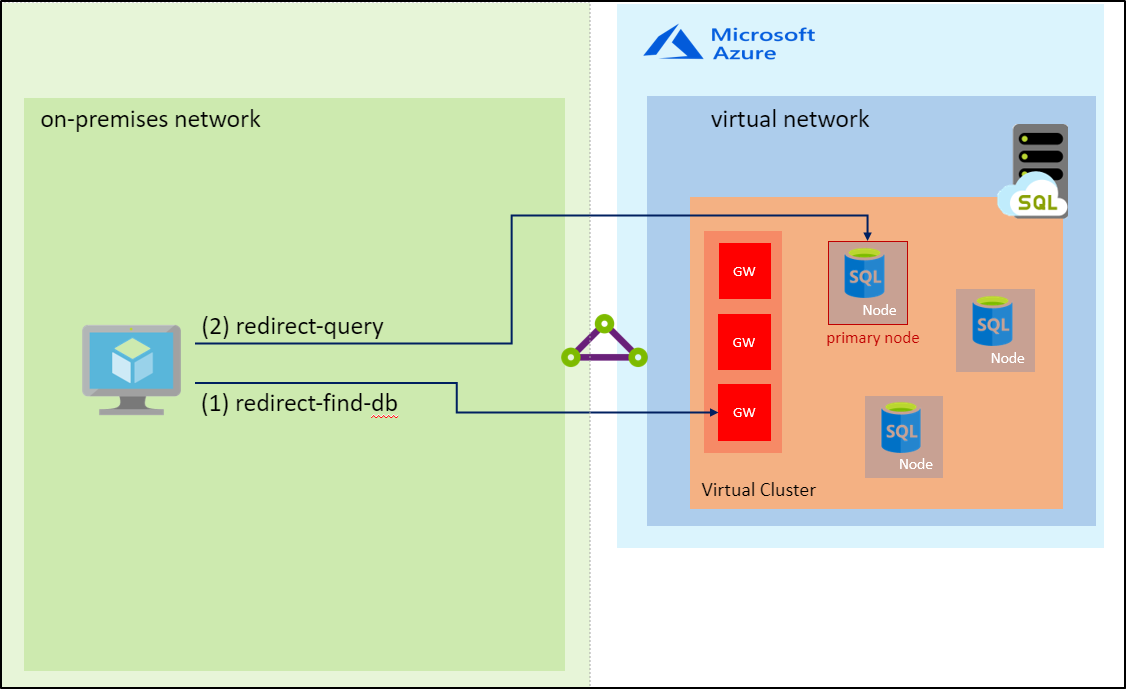 Microsoft
Azure
on-premises network
virtual network
SQL
GW
SQL
Node
primary node
(2) redirect-query
SQL
Node
GW
(1) redirect-find-db
GW
SQL
Node
Virtual Cluster